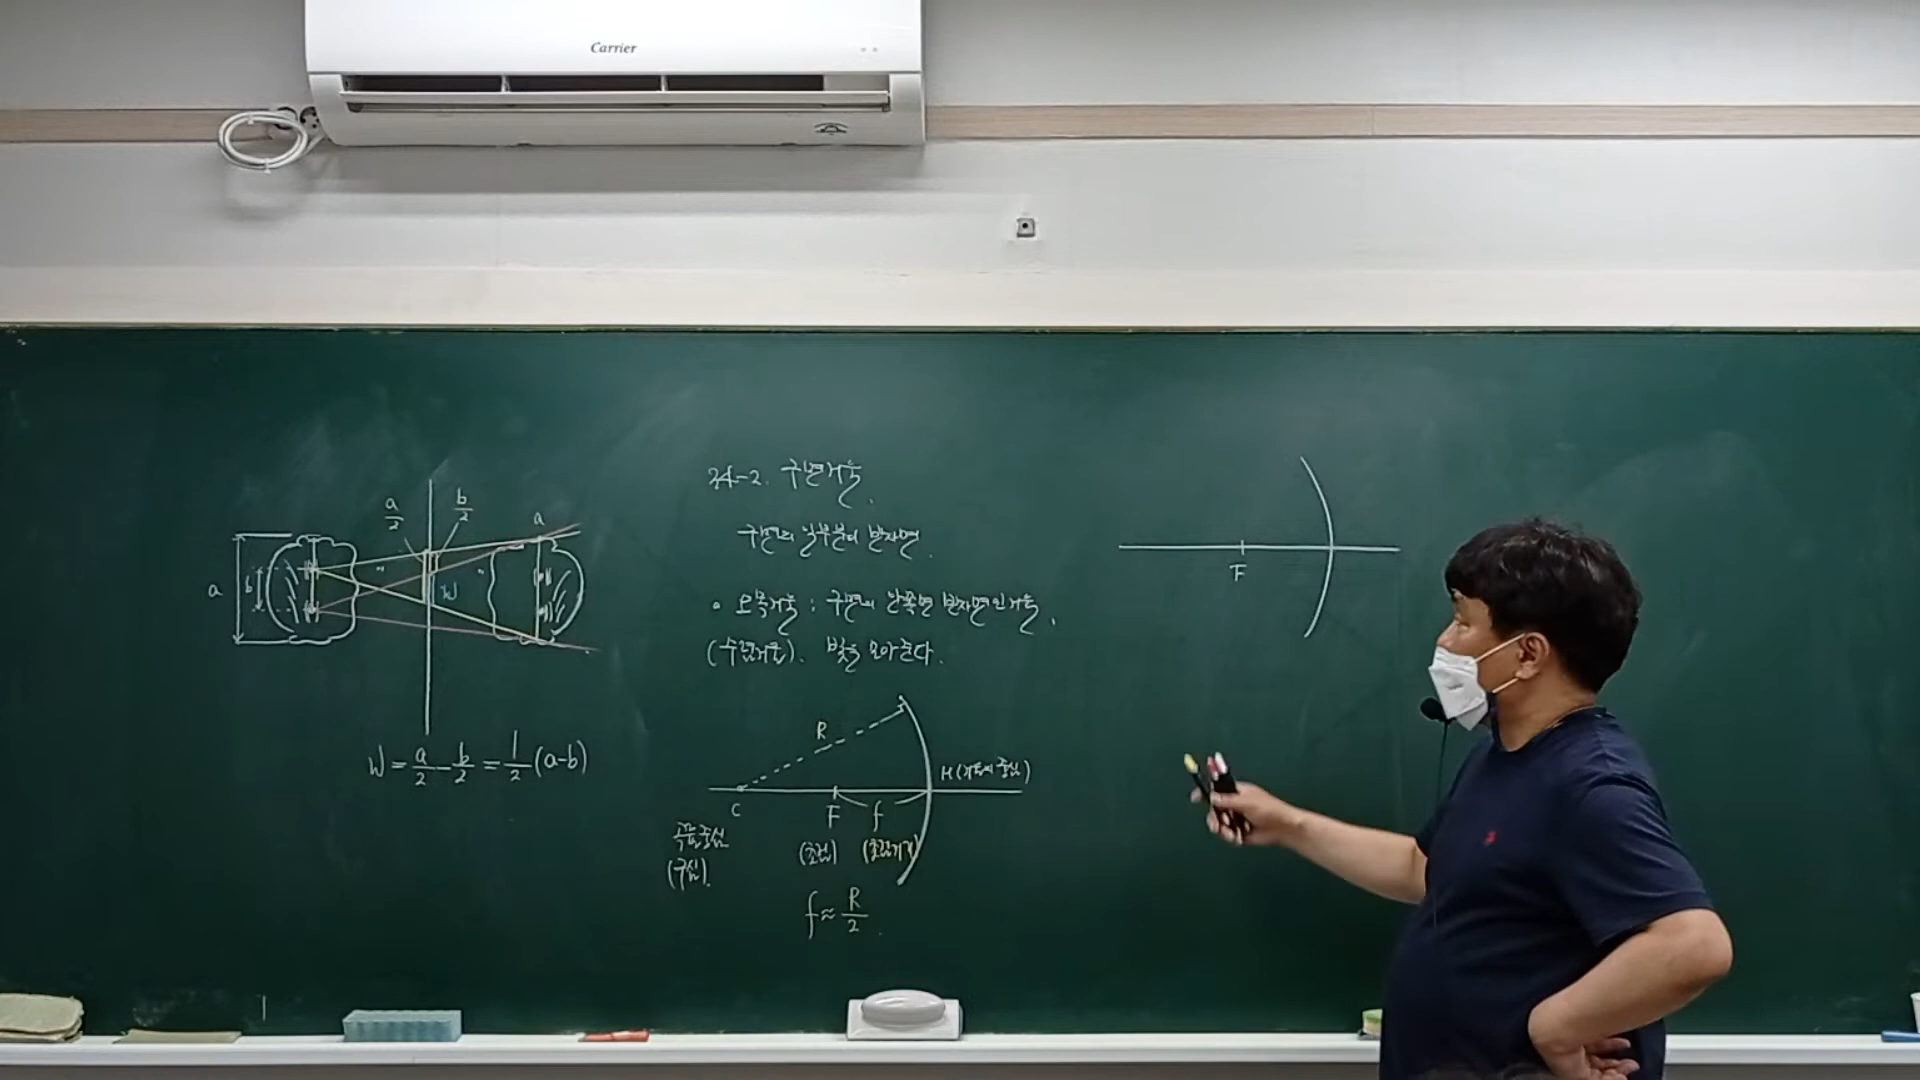 Carrier
a/2
b/2
a
a
b
W
W = a/2 - b/2 = 1/2 (a-b)
24-2. 구면거울.
구면의 일부분이 반사면.
• 오목거울 : 구면의 안쪽면 반사면인 거울.
(수렴거울). 빛을 모아준다.
R
M (거울의 중심)
C
F
f
곡률중심
(구심).
(초점)
(초점거리)
f ≈ R/2.
F